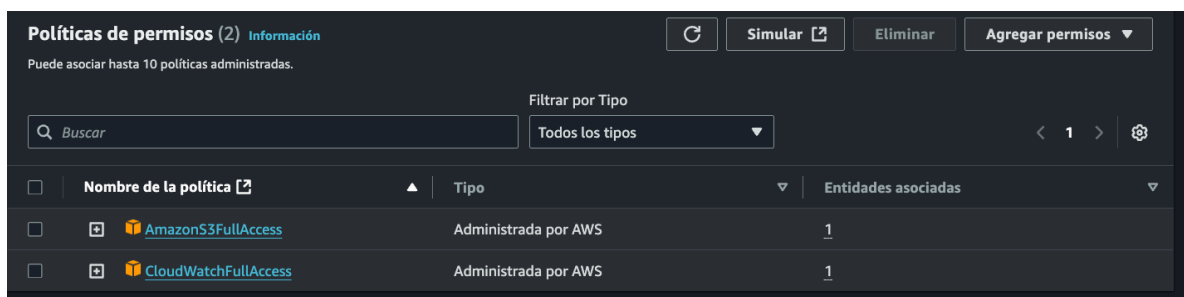 Políticas de permisos (2) Información
Simular
Eliminar
Agregar permisos
Puede asociar hasta 10 políticas administradas.
Filtrar por Tipo
Buscar
Todos los tipos
1
Nombre de la política
Tipo
Entidades asociadas
AmazonS3FullAccess
Administrada por AWS
1
CloudWatchFullAccess
Administrada por AWS
1